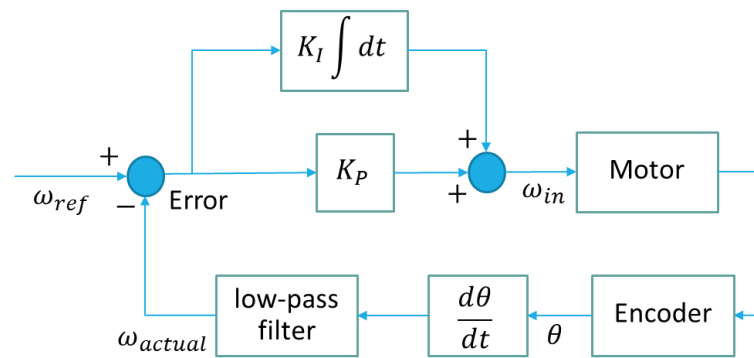 K_I ∫ dt
+
+
K_P
+
Motor
ω_ref
−
Error
+
ω_in
low-pass
filter
dθ/dt
Encoder
ω_actual
θ